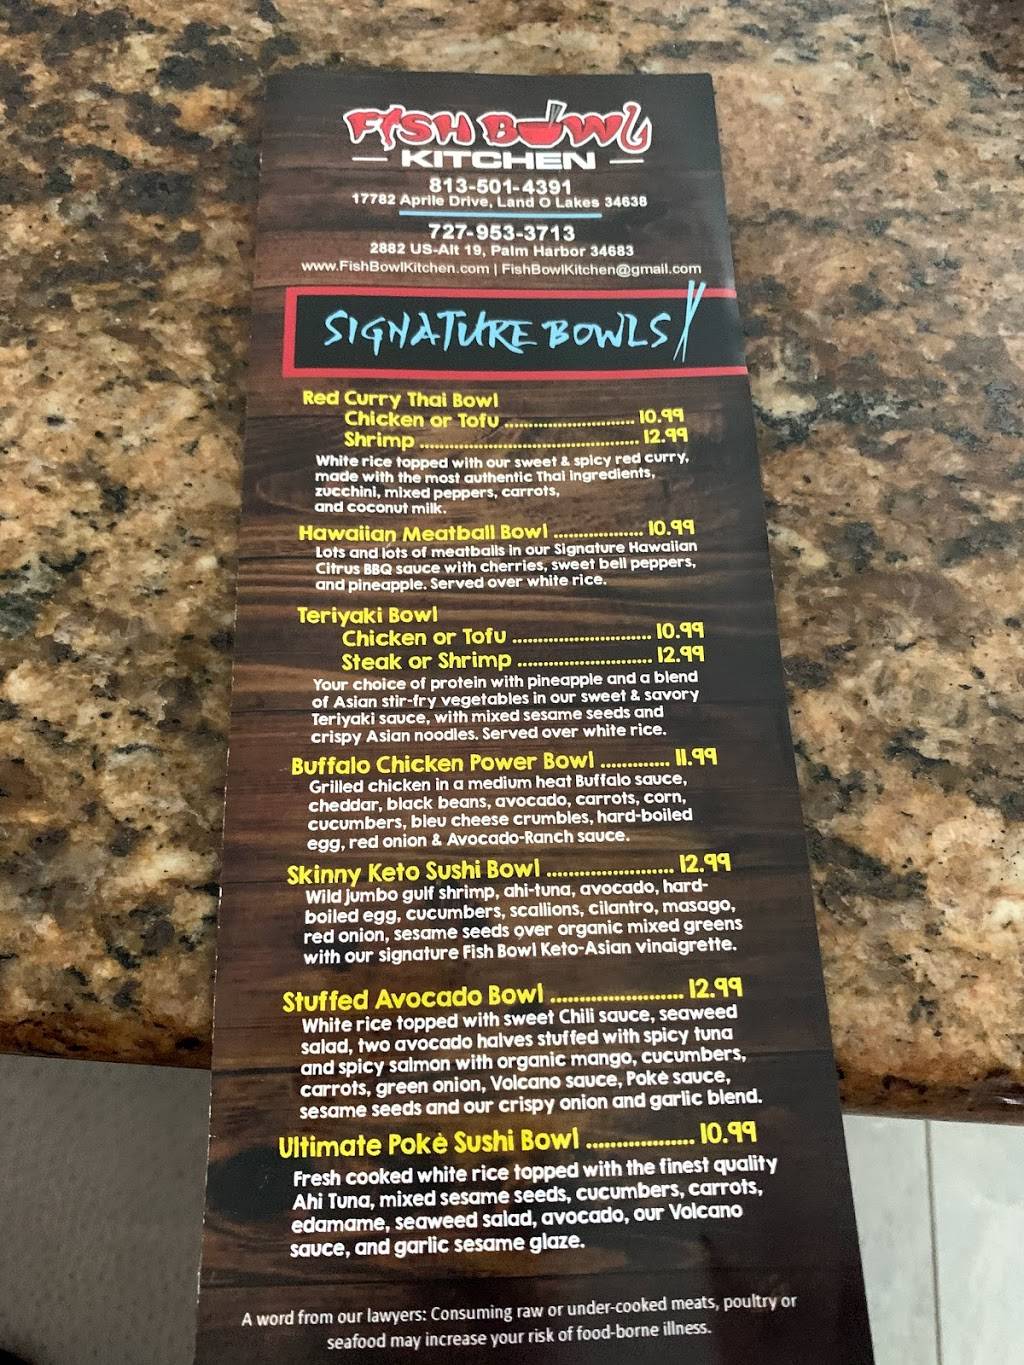 FISH BOWL
KITCHEN
813-501-4391
17782 Aprile Drive, Land O Lakes 34638
727-953-3713
2882 US-Alt 19, Palm Harbor 34683
www.FishBowlKitchen.com | FishBowlKitchen@gmail.com
SIGNATURE BOWLS
Red Curry Thai Bowl
Chicken or Tofu .......................... 10.99
Shrimp ............................................ 12.99
White rice topped with our sweet & spicy red curry,
made with the most authentic Thai ingredients,
zucchini, mixed peppers, carrots,
and coconut milk.
Hawaiian Meatball Bowl .................. 10.99
Lots and lots of meatballs in our Signature Hawaiian
Citrus BBQ sauce with cherries, sweet bell peppers,
and pineapple. Served over white rice.
Teriyaki Bowl
Chicken or Tofu ............................ 10.99
Steak or Shrimp ........................... 12.99
Your choice of protein with pineapple and a blend
of Asian stir-fry vegetables in our sweet & savory
Teriyaki sauce, with mixed sesame seeds and
crispy Asian noodles. Served over white rice.
Buffalo Chicken Power Bowl ............. 11.99
Grilled chicken in a medium heat Buffalo sauce,
cheddar, black beans, avocado, carrots, corn,
cucumbers, bleu cheese crumbles, hard-boiled
egg, red onion & Avocado-Ranch sauce.
Skinny Keto Sushi Bowl ........................ 12.99
Wild jumbo gulf shrimp, ahi-tuna, avocado, hard-
boiled egg, cucumbers, scallions, cilantro, masago,
red onion, sesame seeds over organic mixed greens
with our signature Fish Bowl Keto-Asian vinaigrette.
Stuffed Avocado Bowl ........................ 12.99
White rice topped with sweet Chili sauce, seaweed
salad, two avocado halves stuffed with spicy tuna
and spicy salmon with organic mango, cucumbers,
carrots, green onion, Volcano sauce, Pokè sauce,
sesame seeds and our crispy onion and garlic blend.
Ultimate Pokè Sushi Bowl .................. 10.99
Fresh cooked white rice topped with the finest quality
Ahi Tuna, mixed sesame seeds, cucumbers, carrots,
edamame, seaweed salad, avocado, our Volcano
sauce, and garlic sesame glaze.
A word from our lawyers: Consuming raw or under-cooked meats, poultry or
seafood may increase your risk of food-borne illness.